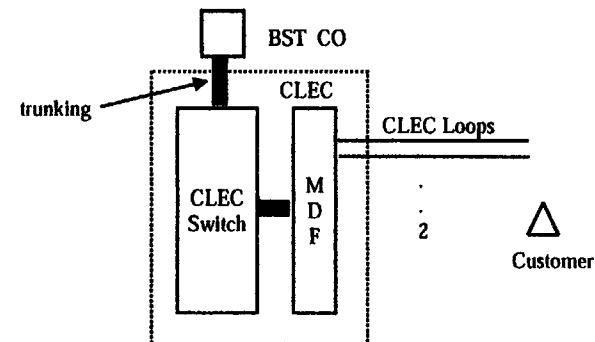 BST CO
trunking
CLEC
CLEC Loops
CLEC
Switch
M
D
F
.
.
2
Customer